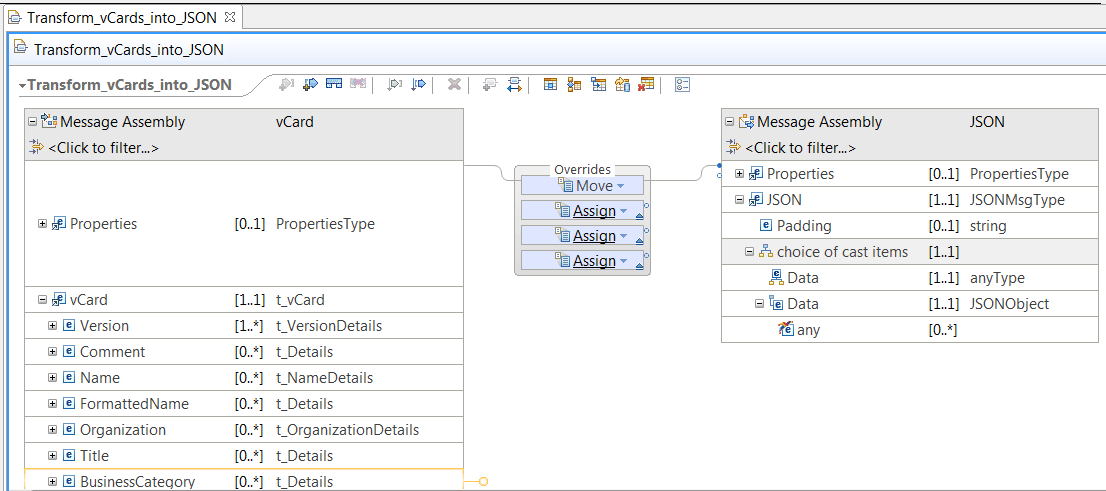 Transform_vCards_into_JSON
Transform_vCards_into_JSON
Transform_vCards_into_JSON
Message Assembly vCard
<Click to filter...>
Properties [0..1] PropertiesType
vCard [1..1] t_vCard
Version [1..*] t_VersionDetails
Comment [0..*] t_Details
Name [0..*] t_NameDetails
FormattedName [0..*] t_Details
Organization [0..*] t_OrganizationDetails
Title [0..*] t_Details
BusinessCategory [0..*] t_Details
Overrides
Move
Assign
Assign
Assign
Message Assembly JSON
<Click to filter...>
Properties [0..1] PropertiesType
JSON [1..1] JSONMsgType
Padding [0..1] string
choice of cast items [1..1]
Data [1..1] anyType
Data [1..1] JSONObject
any [0..*]